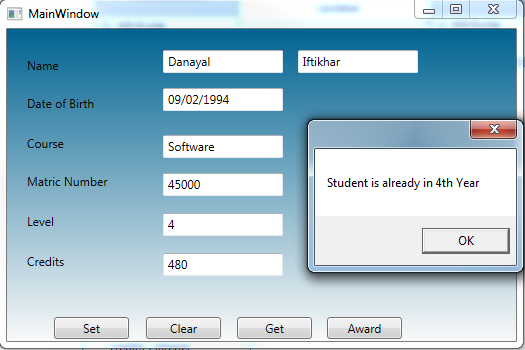 MainWindow
Name
Danayal
Iftikhar
Date of Birth
09/02/1994
Course
Software
Matric Number
45000
Level
4
Credits
480
Student is already in 4th Year
OK
Set
Clear
Get
Award